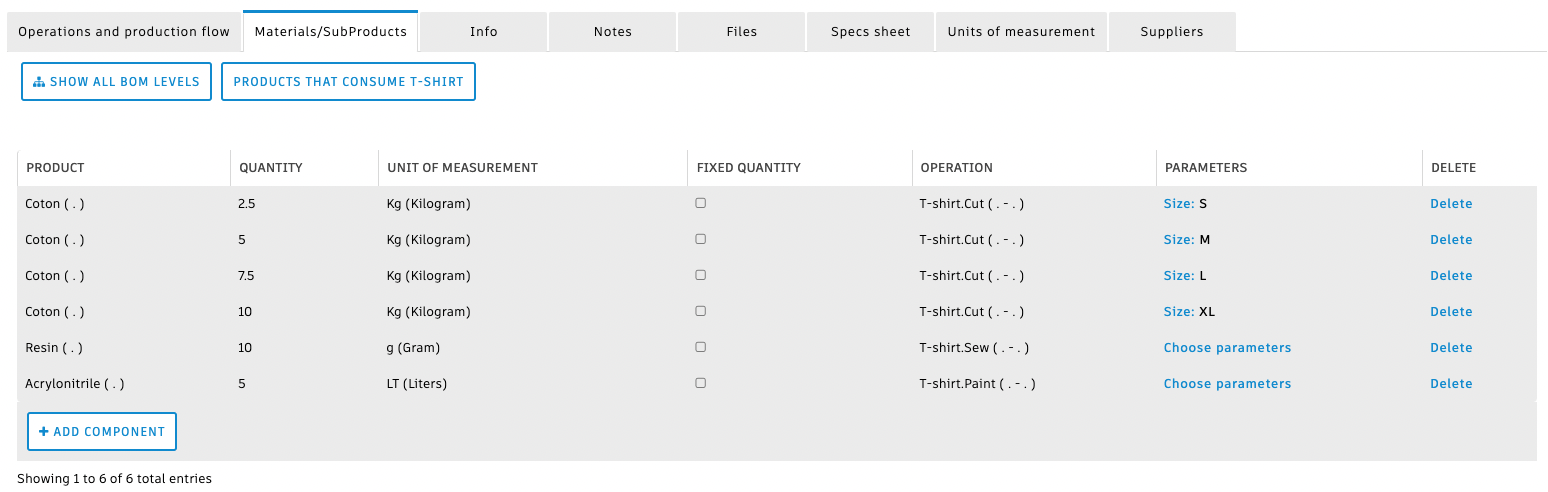 Operations and production flow Materials/SubProducts Info Notes Files Specs sheet Units of measurement Suppliers
SHOW ALL BOM LEVELS PRODUCTS THAT CONSUME T-SHIRT
PRODUCT QUANTITY UNIT OF MEASUREMENT FIXED QUANTITY OPERATION PARAMETERS DELETE
Coton ( . ) 2.5 Kg (Kilogram) T-shirt.Cut ( . - . ) Size: S Delete
Coton ( . ) 5 Kg (Kilogram) T-shirt.Cut ( . - . ) Size: M Delete
Coton ( . ) 7.5 Kg (Kilogram) T-shirt.Cut ( . - . ) Size: L Delete
Coton ( . ) 10 Kg (Kilogram) T-shirt.Cut ( . - . ) Size: XL Delete
Resin ( . ) 10 g (Gram) T-shirt.Sew ( . - . ) Choose parameters Delete
Acrylonitrile ( . ) 5 LT (Liters) T-shirt.Paint ( . - . ) Choose parameters Delete
+ ADD COMPONENT
Showing 1 to 6 of 6 total entries